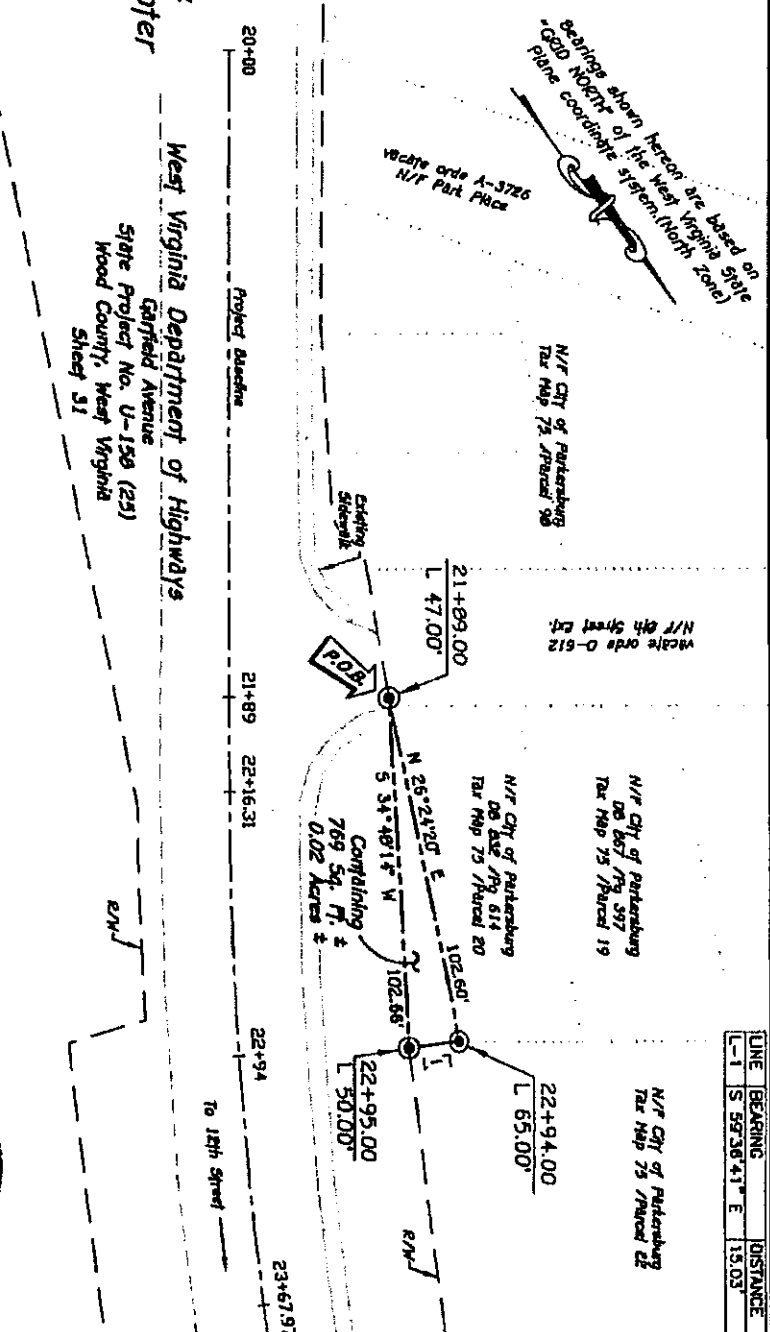 Bearings shown hereon are based on
"GRID NORTH" of the West Virginia State
Plane coordinate system.(North Zone)
vacate orde A-3726
N/F Park Place
N/F City of Parkersburg
Tax Map 75 /Parcel 98
vacate orde O-612
N/F 8th Street Ext.
N/F City of Parkersburg
DB 867 /Pg 397
Tax Map 75 /Parcel 19
N/F City of Parkersburg
DB 832 /Pg 614
Tax Map 75 /Parcel 20
N/F City of Parkersburg
Tax Map 75 /Parcel 22
LINE BEARING DISTANCE
L-1 S 59°36'41" E 15.03'
Existing
Sidewalk
21+89.00
L 47.00'
P.O.B.
N 26°24'20" E
102.60'
S 34°48'14" W
102.66'
Containing
769 Sq. Ft. ±
0.02 Acres ±
L-1
22+94.00
L 65.00'
22+95.00
L 50.00'
R/W
20+00
Project Baseline
21+89
22+16.31
22+94
23+67.97
To 12th Street
West Virginia Department of Highways
Garfield Avenue
State Project No. U-158 (25)
Wood County, West Virginia
Sheet 31
R/W